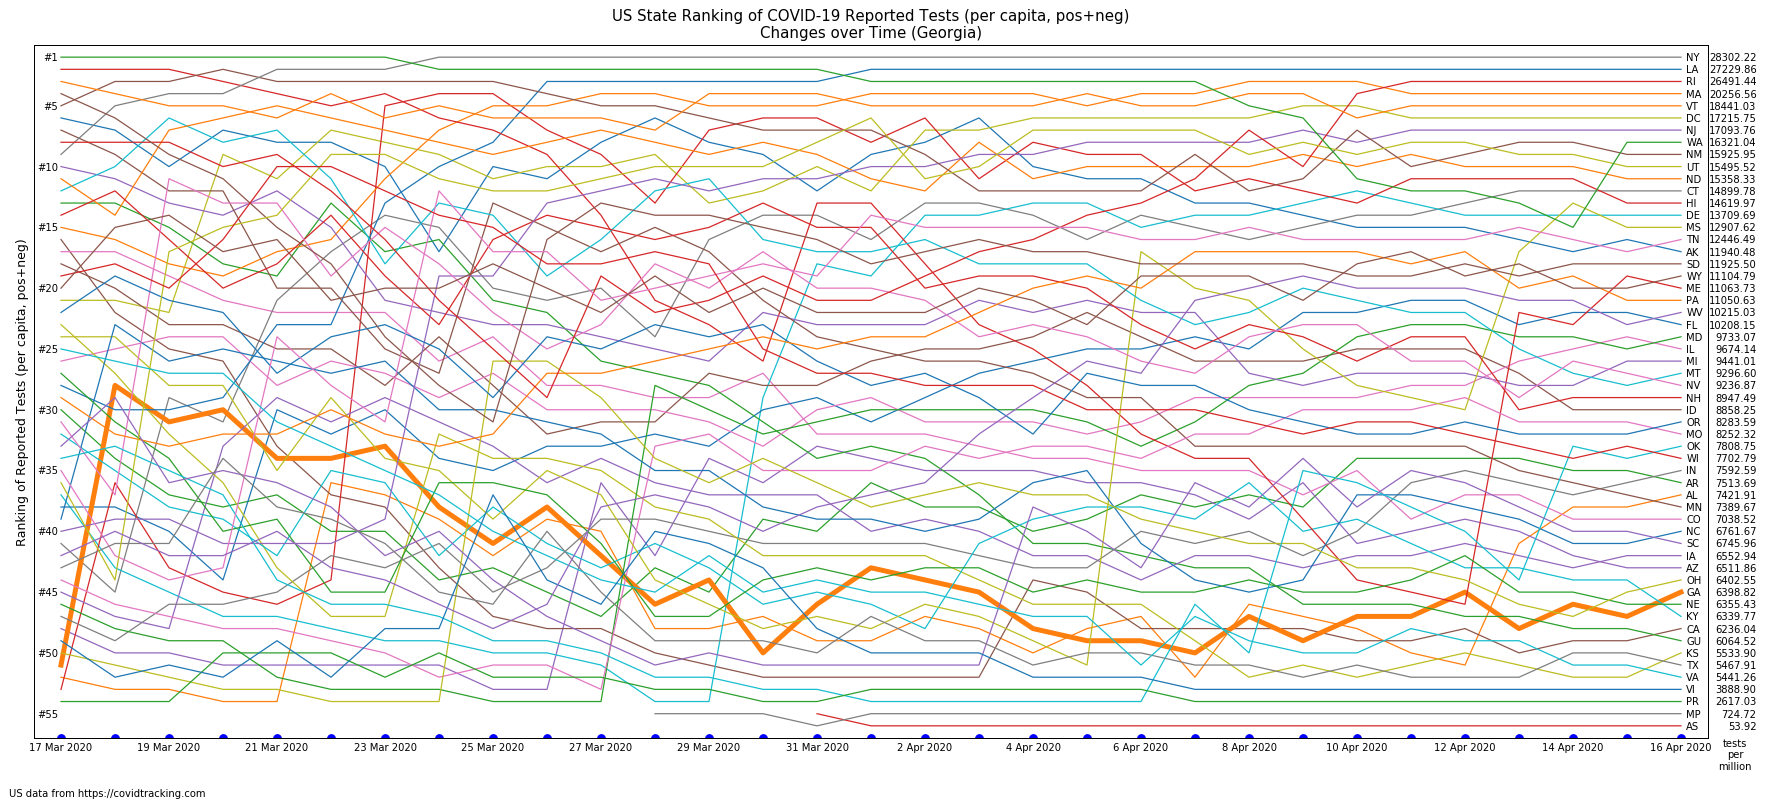 US State Ranking of COVID-19 Reported Tests (per capita, pos+neg)
Changes over Time (Georgia)
Ranking of Reported Tests (per capita, pos+neg)
#1
#5
#10
#15
#20
#25
#30
#35
#40
#45
#50
#55
NY 28302.22
LA 27229.86
RI 26491.44
MA 20256.56
VT 18441.03
DC 17215.75
NJ 17093.76
WA 16321.04
NM 15925.95
UT 15495.52
ND 15358.33
CT 14899.78
HI 14619.97
DE 13709.69
MS 12907.62
TN 12446.49
AK 11940.48
SD 11925.50
WY 11104.79
ME 11063.73
PA 11050.63
WV 10215.03
FL 10208.15
MD 9733.07
IL 9674.14
MI 9441.01
MT 9296.60
NV 9236.87
NH 8947.49
ID 8858.25
OR 8283.59
MO 8252.32
OK 7808.75
WI 7702.79
IN 7592.59
AR 7513.69
AL 7421.91
MN 7389.67
CO 7038.52
NC 6761.67
SC 6745.96
IA 6552.94
AZ 6511.86
OH 6402.55
GA 6398.82
NE 6355.43
KY 6339.77
CA 6236.04
GU 6064.52
KS 5533.90
TX 5467.91
VA 5441.26
VI 3888.90
PR 2617.03
MP 724.72
AS 53.92
17 Mar 2020 19 Mar 2020 21 Mar 2020 23 Mar 2020 25 Mar 2020 27 Mar 2020 29 Mar 2020 31 Mar 2020 2 Apr 2020 4 Apr 2020 6 Apr 2020 8 Apr 2020 10 Apr 2020 12 Apr 2020 14 Apr 2020 16 Apr 2020
tests
per
million
US data from https://covidtracking.com